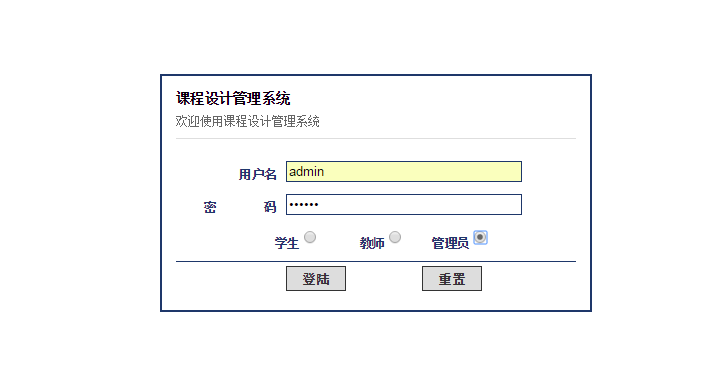 课程设计管理系统
欢迎使用课程设计管理系统
用户名 admin
密 码 ••••••
学生 教师 管理员
登陆 重置